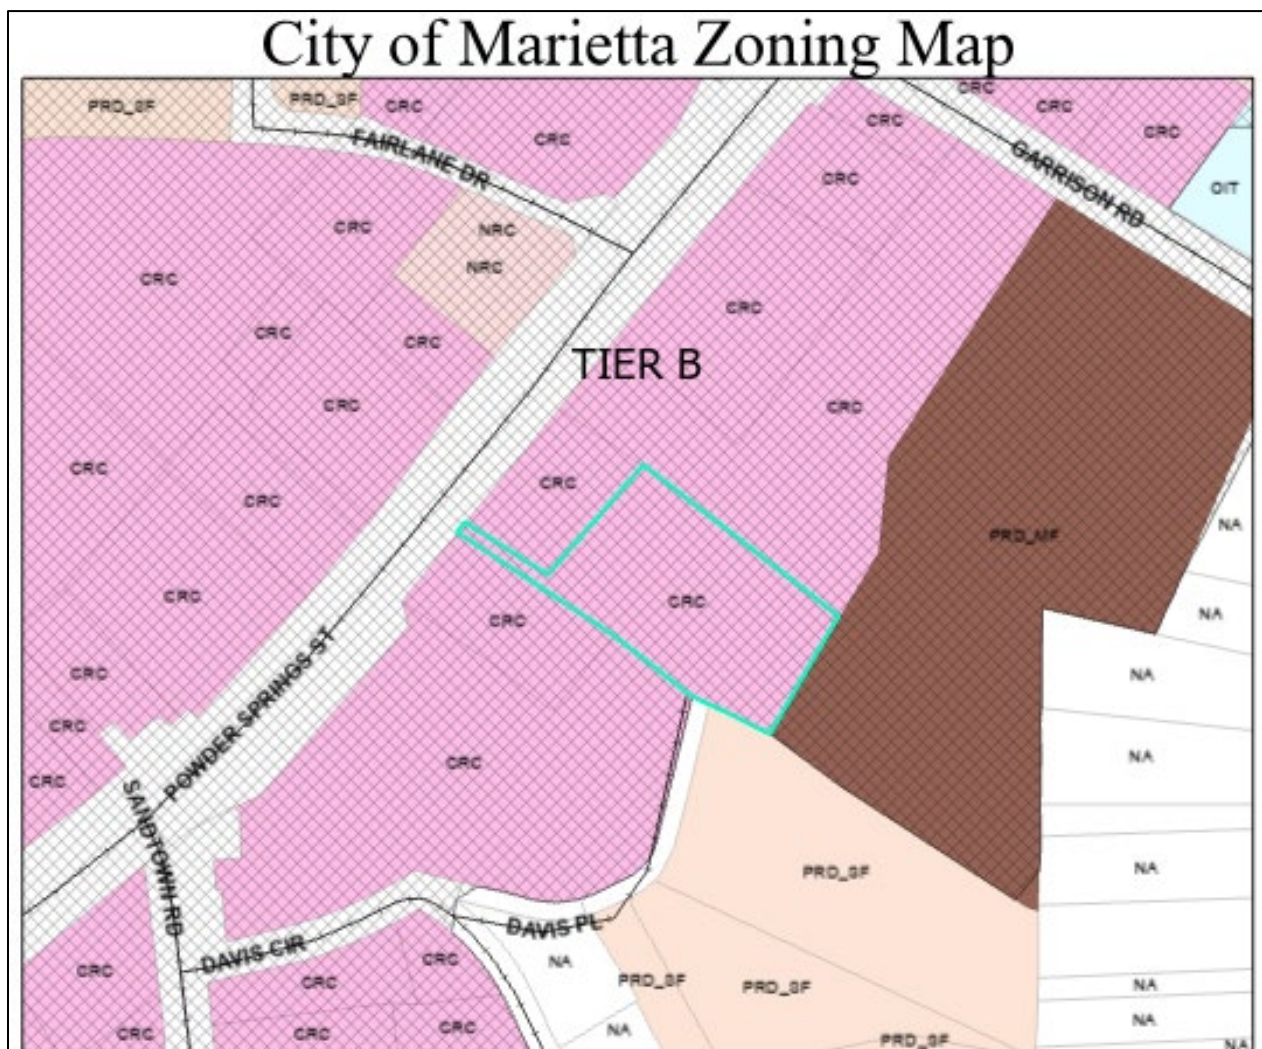 City of Marietta Zoning Map
PRD_SF
PRD_SF
CRC
CRC
CRC
CRC
CRC
CRC
FAIRLANE DR
GARRISON RD
CRC
OIT
CRC
NRC
NRC
CRC
CRC
CRC
CRC
TIER B
CRC
CRC
CRC
CRC
CRC
PRD_MF
NA
CRC
CRC
CRC
NA
POWDER SPRINGS ST
CRC
NA
CRC
CRC
NA
CRC
SANDTOWN RD
PRD_SF
NA
DAVIS PL
DAVIS CIR
CRC
CRC
CRC
NA
PRD_SF
PRD_SF
NA
CRC
CRC
CRC
NA
PRD_SF
NA
NA